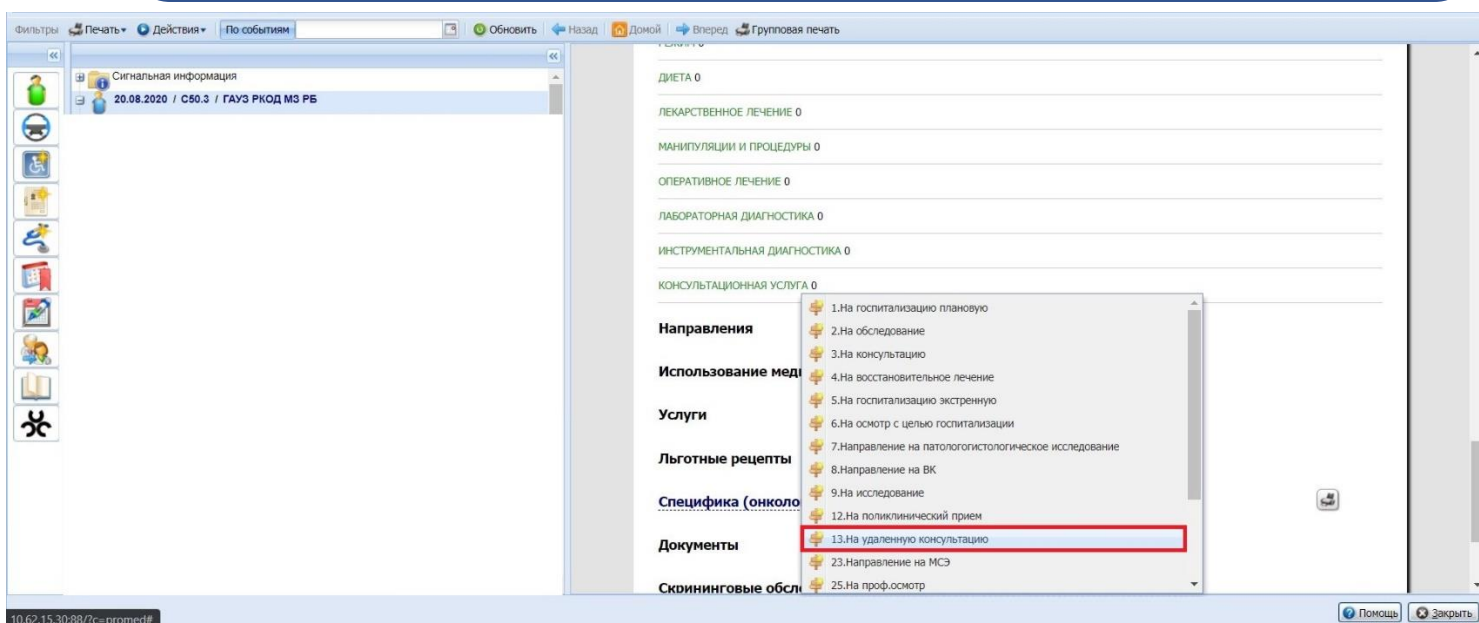 Фильтры Печать Действия По событиям Обновить Назад Домой Вперед Групповая печать
Сигнальная информация
20.08.2020 / C50.3 / ГАУЗ РКОД МЗ РБ
ДИЕТА 0
ЛЕКАРСТВЕННОЕ ЛЕЧЕНИЕ 0
МАНИПУЛЯЦИИ И ПРОЦЕДУРЫ 0
ОПЕРАТИВНОЕ ЛЕЧЕНИЕ 0
ЛАБОРАТОРНАЯ ДИАГНОСТИКА 0
ИНСТРУМЕНТАЛЬНАЯ ДИАГНОСТИКА 0
КОНСУЛЬТАЦИОННАЯ УСЛУГА 0
Направления
Использование меди
Услуги
Льготные рецепты
Специфика (онколо
Документы
Скрининговые обсл
1.На госпитализацию плановую
2.На обследование
3.На консультацию
4.На восстановительное лечение
5.На госпитализацию экстренную
6.На осмотр с целью госпитализации
7.Направление на патологогистологическое исследование
8.Направление на ВК
9.На исследование
12.На поликлинический прием
13.На удаленную консультацию
23.Направление на МСЭ
25.На проф.осмотр
10.62.15.30:88/?c=promed#
Помощь Закрыть